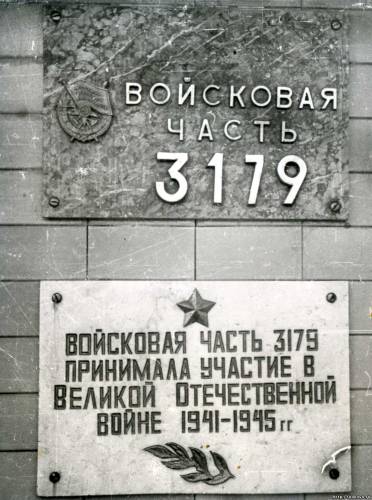 ВОЙСКОВАЯ
ЧАСТЬ
3179
ВОЙСКОВАЯ ЧАСТЬ 3179
ПРИНИМАЛА УЧАСТИЕ В
ВЕЛИКОЙ ОТЕЧЕСТВЕННОЙ
ВОЙНЕ 1941-1945 гг